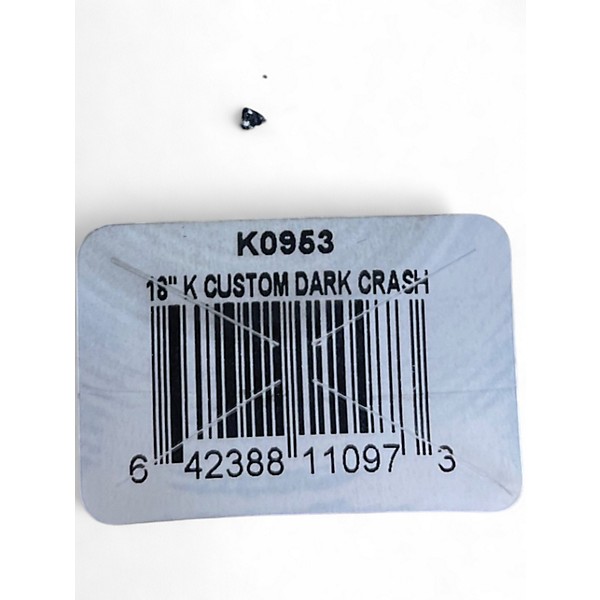 K0953
18" K CUSTOM DARK CRASH
6 42388 11097 3